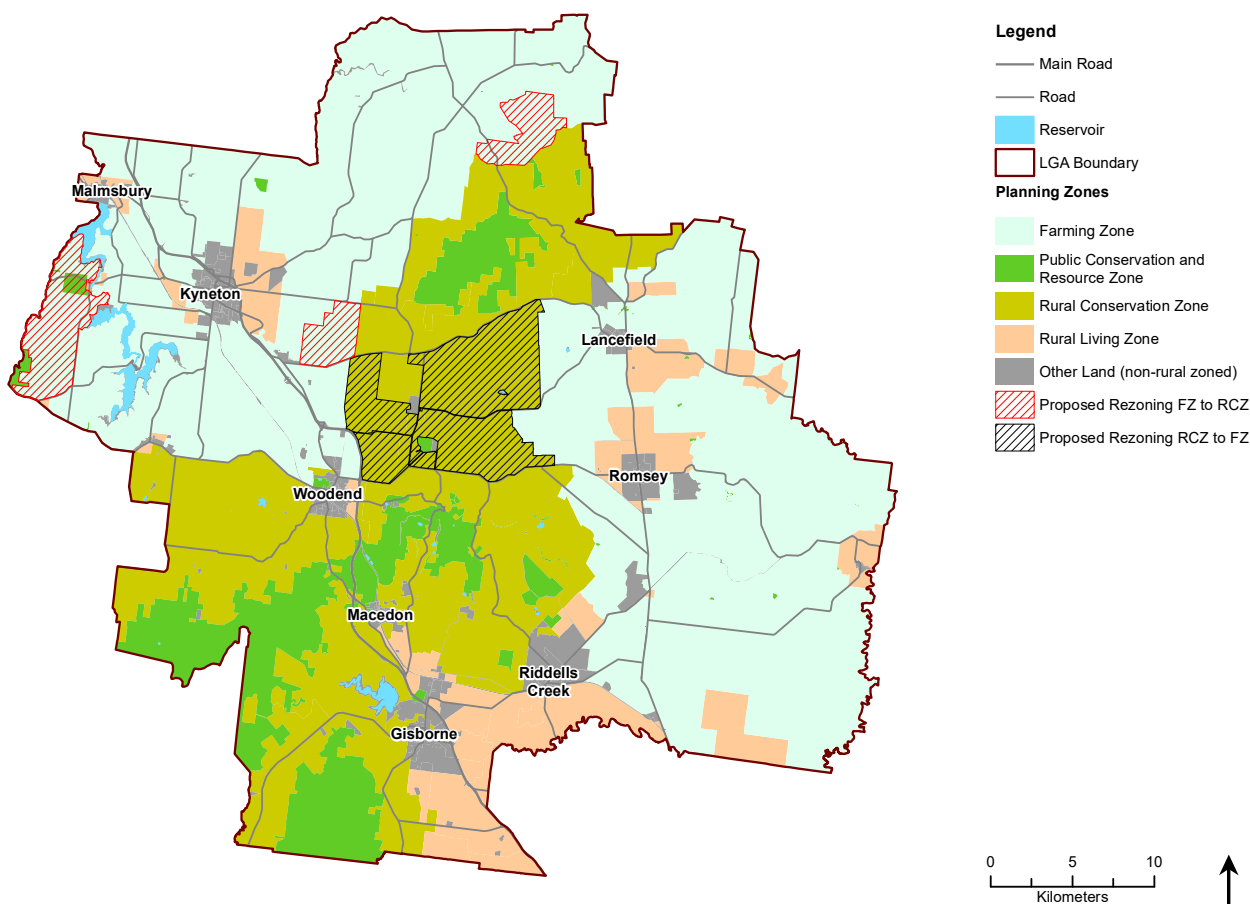 Malmsbury
Kyneton
Lancefield
Romsey
Woodend
Macedon
Riddells
Creek
Gisborne
Legend
Main Road
Road
Reservoir
LGA Boundary
Planning Zones
Farming Zone
Public Conservation and
Resource Zone
Rural Conservation Zone
Rural Living Zone
Other Land (non-rural zoned)
Proposed Rezoning FZ to RCZ
Proposed Rezoning RCZ to FZ
0 5 10
Kilometers